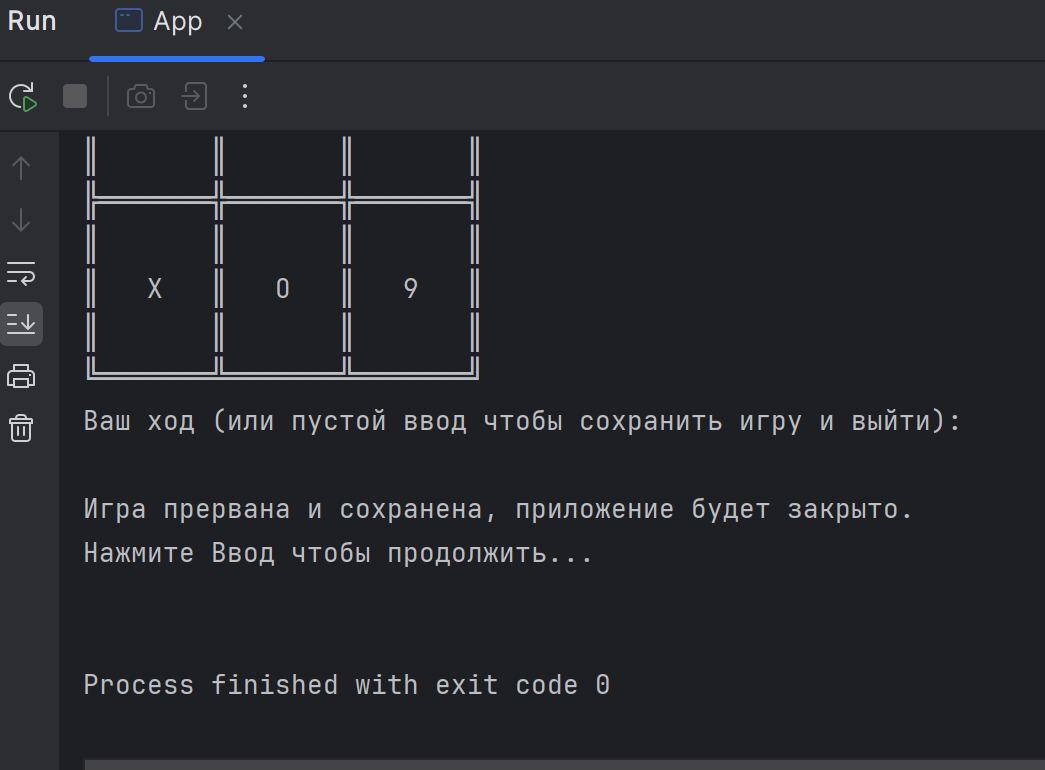 Run App
X O 9
Ваш ход (или пустой ввод чтобы сохранить игру и выйти):
Игра прервана и сохранена, приложение будет закрыто.
Нажмите Ввод чтобы продолжить...
Process finished with exit code 0